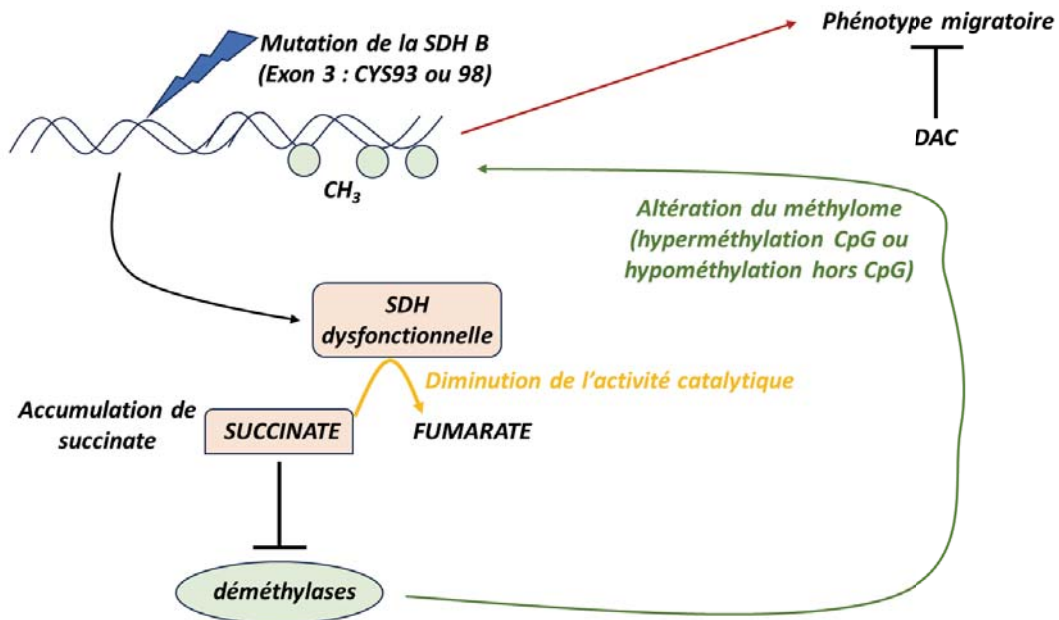 Mutation de la SDH B
(Exon 3 : CYS93 ou 98)
Phénotype migratoire
DAC
CH₃
Altération du méthylome
(hyperméthylation CpG ou
hypométhylation hors CpG)
SDH
dysfonctionnelle
Diminution de l’activité catalytique
Accumulation de
succinate
SUCCINATE
FUMARATE
déméthylases